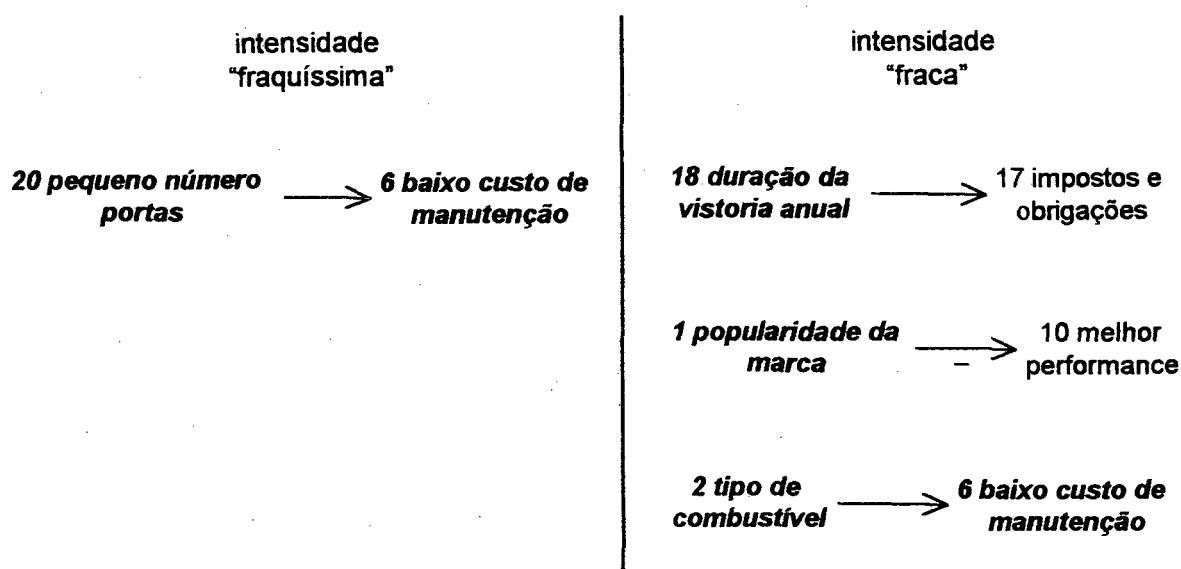 intensidade
“fraquíssima”
20 pequeno número
portas
6 baixo custo de
manutenção
intensidade
“fraca”
18 duração da
vistoria anual
17 impostos e
obrigações
1 popularidade da
marca
–
10 melhor
performance
2 tipo de
combustível
6 baixo custo de
manutenção